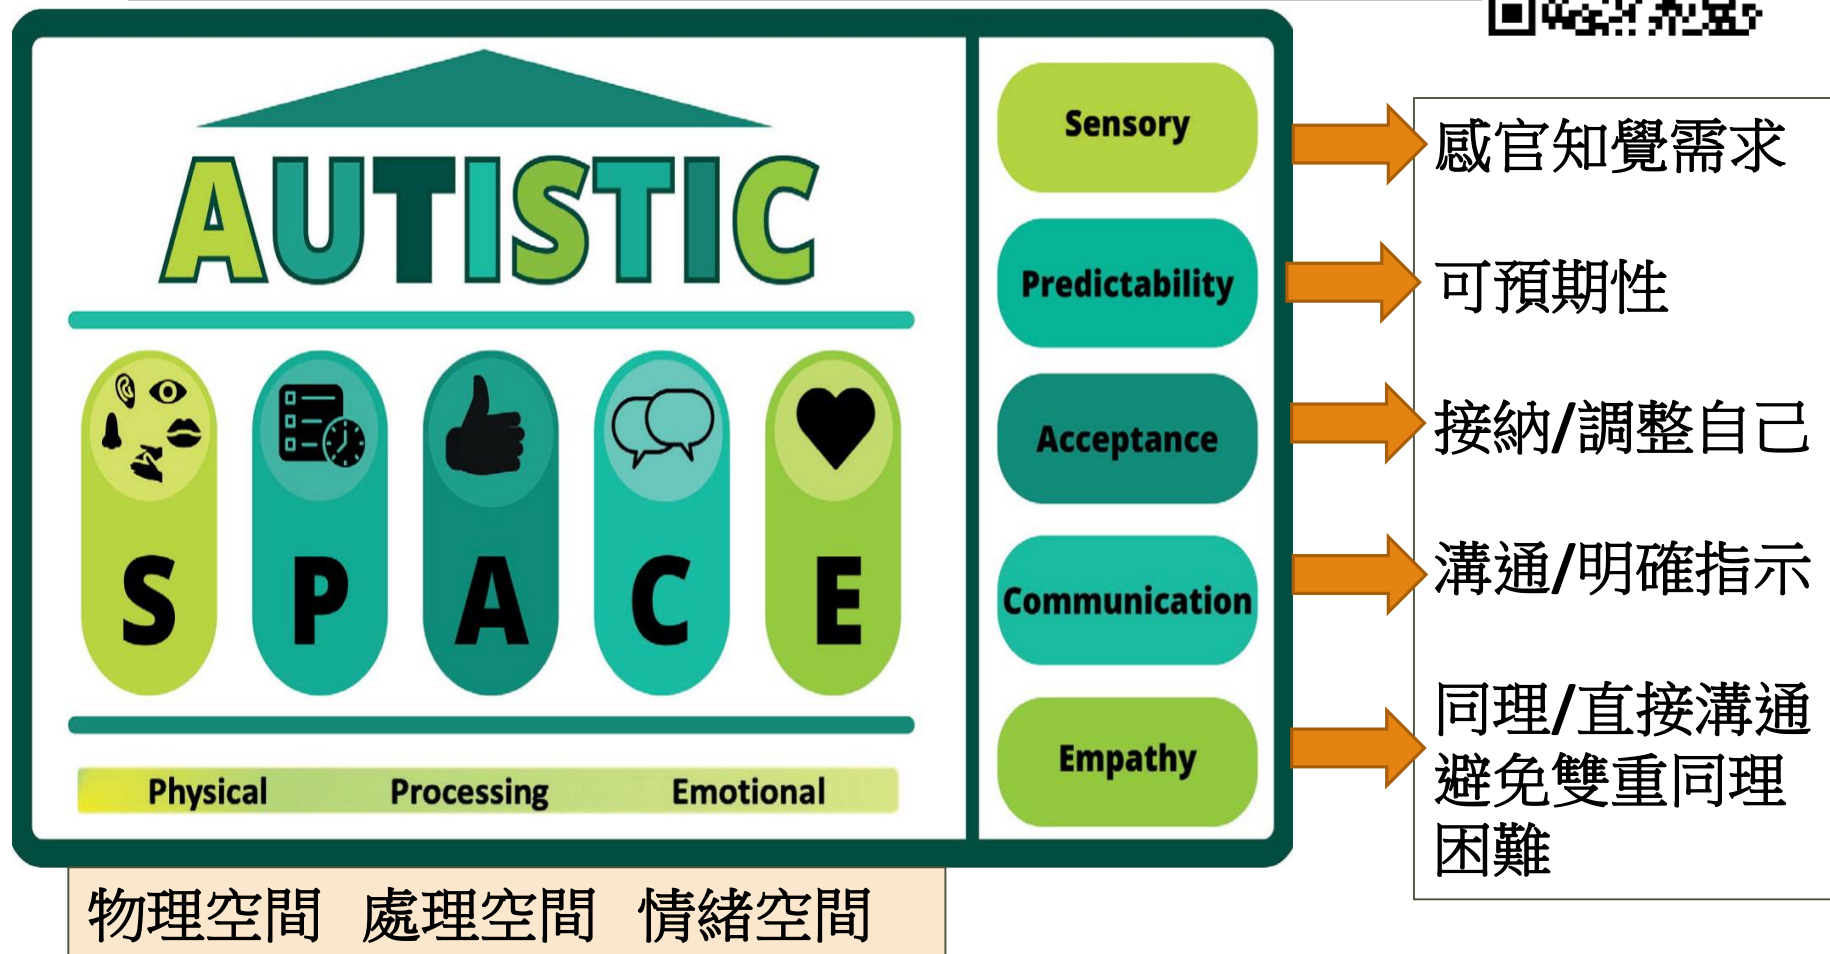 AUTISTIC
S P A C E
Physical Processing Emotional
物理空間 處理空間 情緒空間
Sensory
Predictability
Acceptance
Communication
Empathy
感官知覺需求
可預期性
接納/調整自己
溝通/明確指示
同理/直接溝通
避免雙重同理
困難